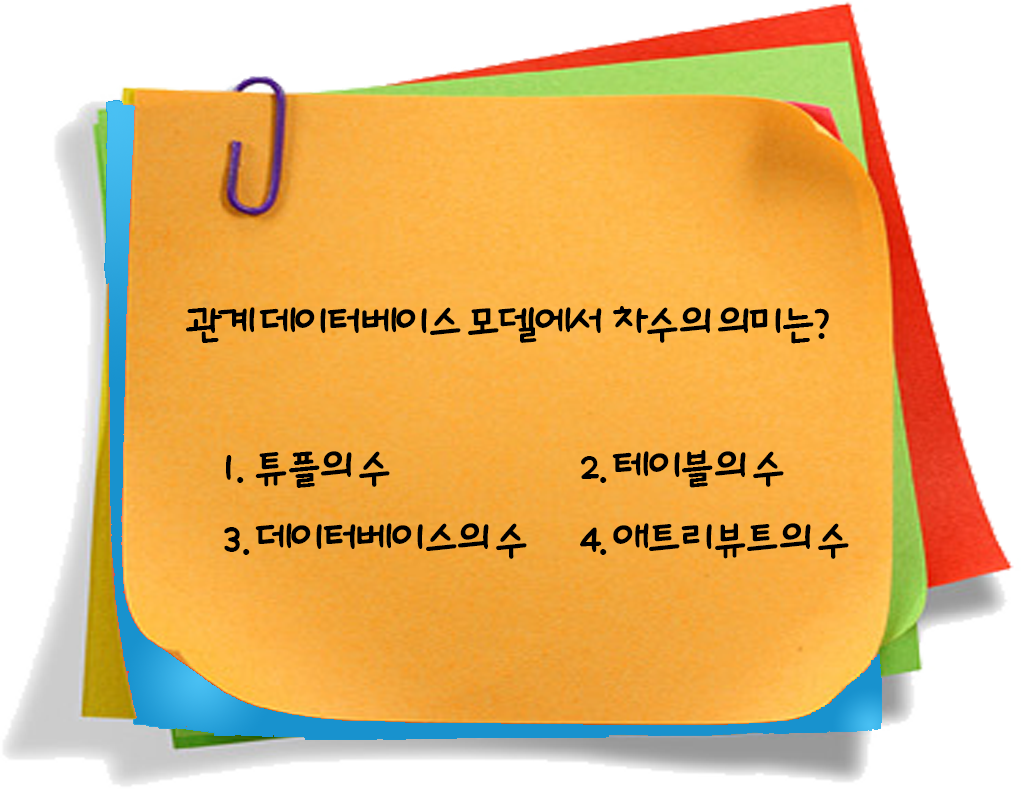 관계데이터베이스 모델에서 차수의 의미는?
1. 튜플의 수 2. 테이블의 수
3. 데이터베이스의 수 4. 애트리뷰트의 수